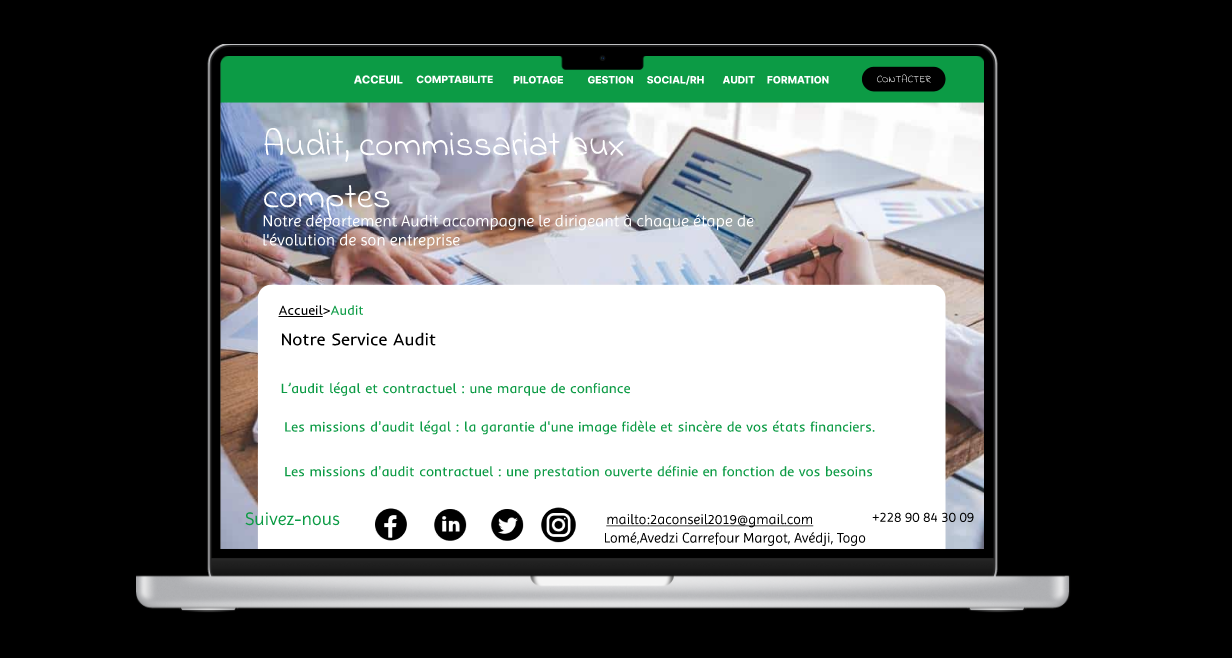 ACCEUIL COMPTABILITE PILOTAGE GESTION SOCIAL/RH AUDIT FORMATION CONTACTER
Audit, commissariat aux
comptes
Notre département Audit accompagne le dirigeant à chaque étape de
l'évolution de son entreprise
Accueil>Audit
Notre Service Audit
L'audit légal et contractuel : une marque de confiance
Les missions d'audit légal : la garantie d'une image fidèle et sincère de vos états financiers.
Les missions d'audit contractuel : une prestation ouverte définie en fonction de vos besoins
Suivez-nous
mailto:2aconseil2019@gmail.com
+228 90 84 30 09
Lomé,Avedzi Carrefour Margot, Avédji, Togo